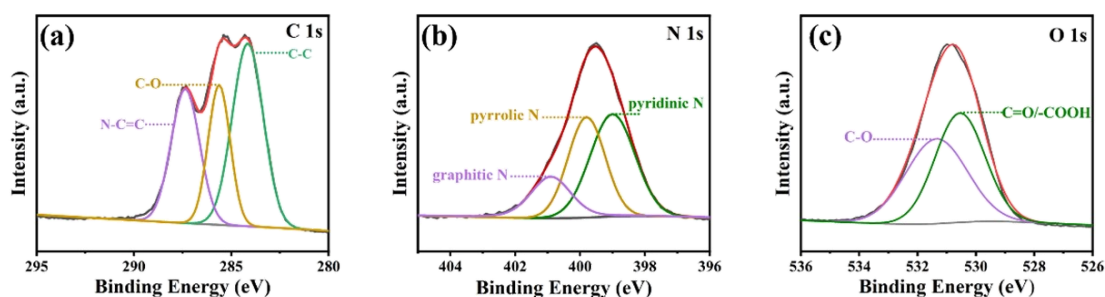 (a)
C 1s
C-C
C-O
N-C=C
Intensity (a.u.)
295 290 285 280
Binding Energy (eV)
(b)
N 1s
pyridinic N
pyrrolic N
graphitic N
Intensity (a.u.)
404 402 400 398 396
Binding Energy (eV)
(c)
O 1s
C=O/-COOH
C-O
Intensity (a.u.)
536 534 532 530 528 526
Binding Energy (eV)